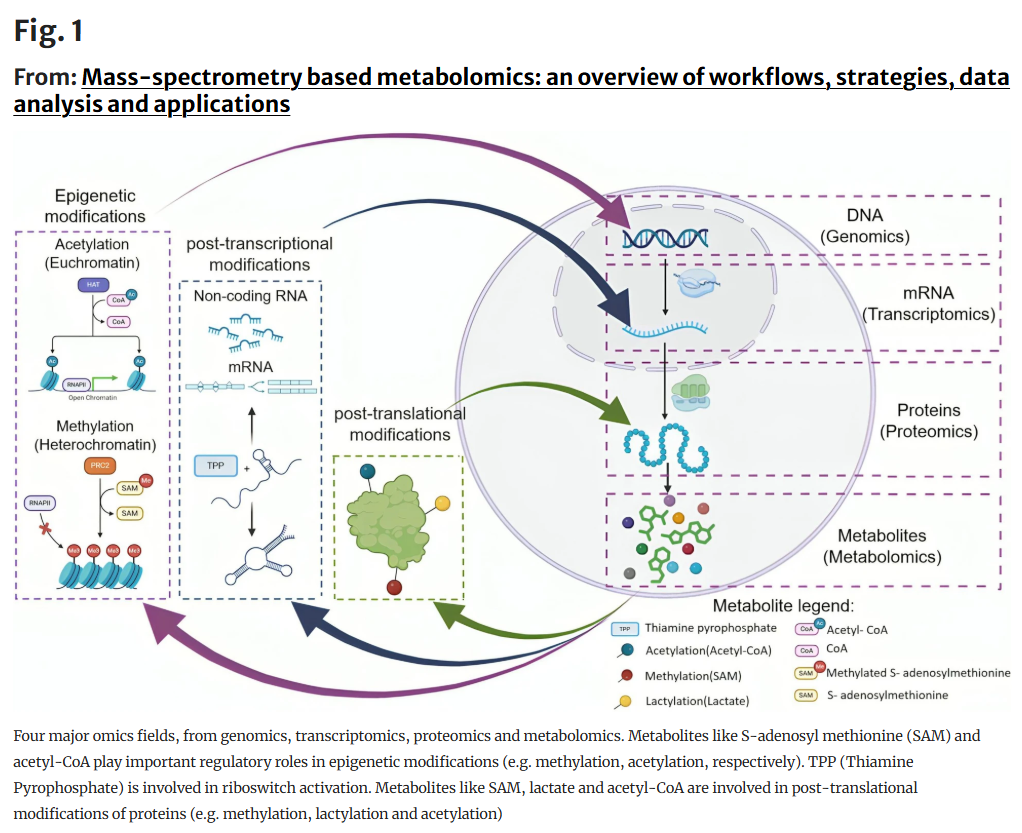 Fig. 1
From: Mass-spectrometry based metabolomics: an overview of workflows, strategies, data
analysis and applications
Epigenetic
modifications
Acetylation
(Euchromatin)
HAT
CoA
Ac
CoA
Ac
Ac
RNAPII
Open Chromatin
Methylation
(Heterochromatin)
PRC2
SAM
Me
SAM
RNAPII
Me3
Me3
Me3
Me3
post-transcriptional
modifications
Non-coding RNA
mRNA
TPP
+
post-translational
modifications
DNA
(Genomics)
mRNA
(Transcriptomics)
Proteins
(Proteomics)
Metabolites
(Metabolomics)
Metabolite legend:
TPP Thiamine pyrophosphate
Acetylation(Acetyl-CoA)
Methylation(SAM)
Lactylation(Lactate)
CoA Ac Acetyl- CoA
CoA CoA
SAM Me Methylated S- adenosylmethionine
SAM S- adenosylmethionine
Four major omics fields, from genomics, transcriptomics, proteomics and metabolomics. Metabolites like S-adenosyl methionine (SAM) and
acetyl-CoA play important regulatory roles in epigenetic modifications (e.g. methylation, acetylation, respectively). TPP (Thiamine
Pyrophosphate) is involved in riboswitch activation. Metabolites like SAM, lactate and acetyl-CoA are involved in post-translational
modifications of proteins (e.g. methylation, lactylation and acetylation)